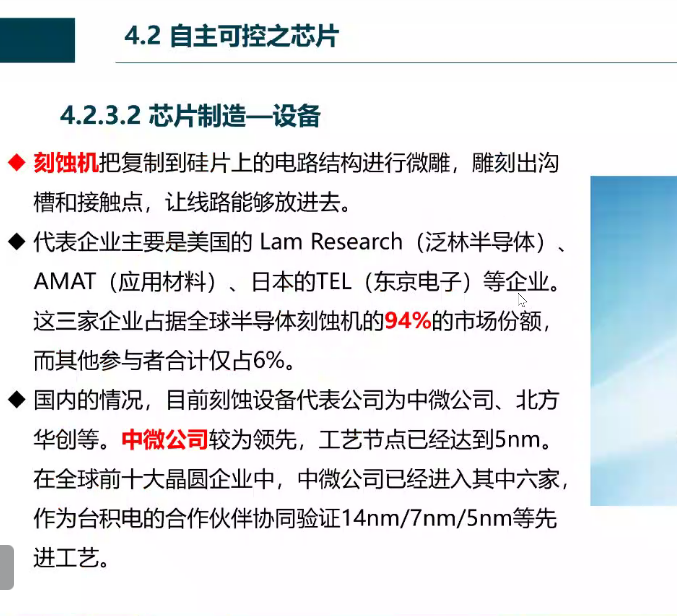 4.2 自主可控之芯片
4.2.3.2 芯片制造—设备
刻蚀机把复制到硅片上的电路结构进行微雕，雕刻出沟
槽和接触点，让线路能够放进去。
代表企业主要是美国的 Lam Research（泛林半导体）、
AMAT（应用材料）、日本的TEL（东京电子）等企业。
这三家企业占据全球半导体刻蚀机的94%的市场份额，
而其他参与者合计仅占6%。
国内的情况，目前刻蚀设备代表公司为中微公司、北方
华创等。中微公司较为领先，工艺节点已经达到5nm。
在全球前十大晶圆企业中，中微公司已经进入其中六家，
作为台积电的合作伙伴协同验证14nm/7nm/5nm等先
进工艺。